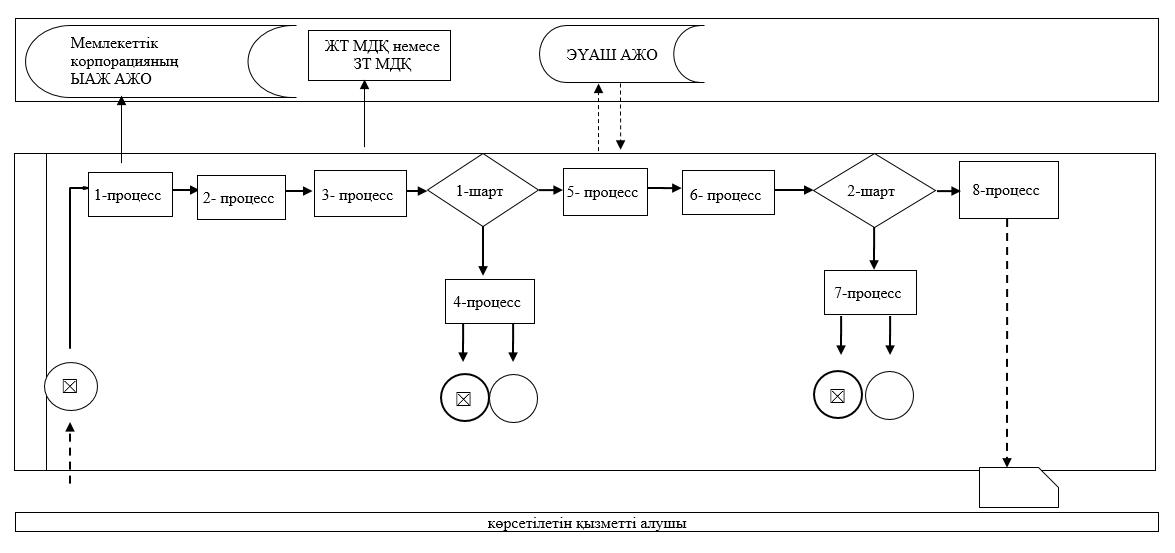 Мемлекеттік
корпорацияның
ЫАЖ АЖО
ЖТ МДҚ немесе
ЗТ МДҚ
ЭҮАШ АЖО
1-процесс
2- процесс
3- процесс
1-шарт
5- процесс
6- процесс
2-шарт
8-процесс
4-процесс
7-процесс
көрсетілетін қызметті алушы